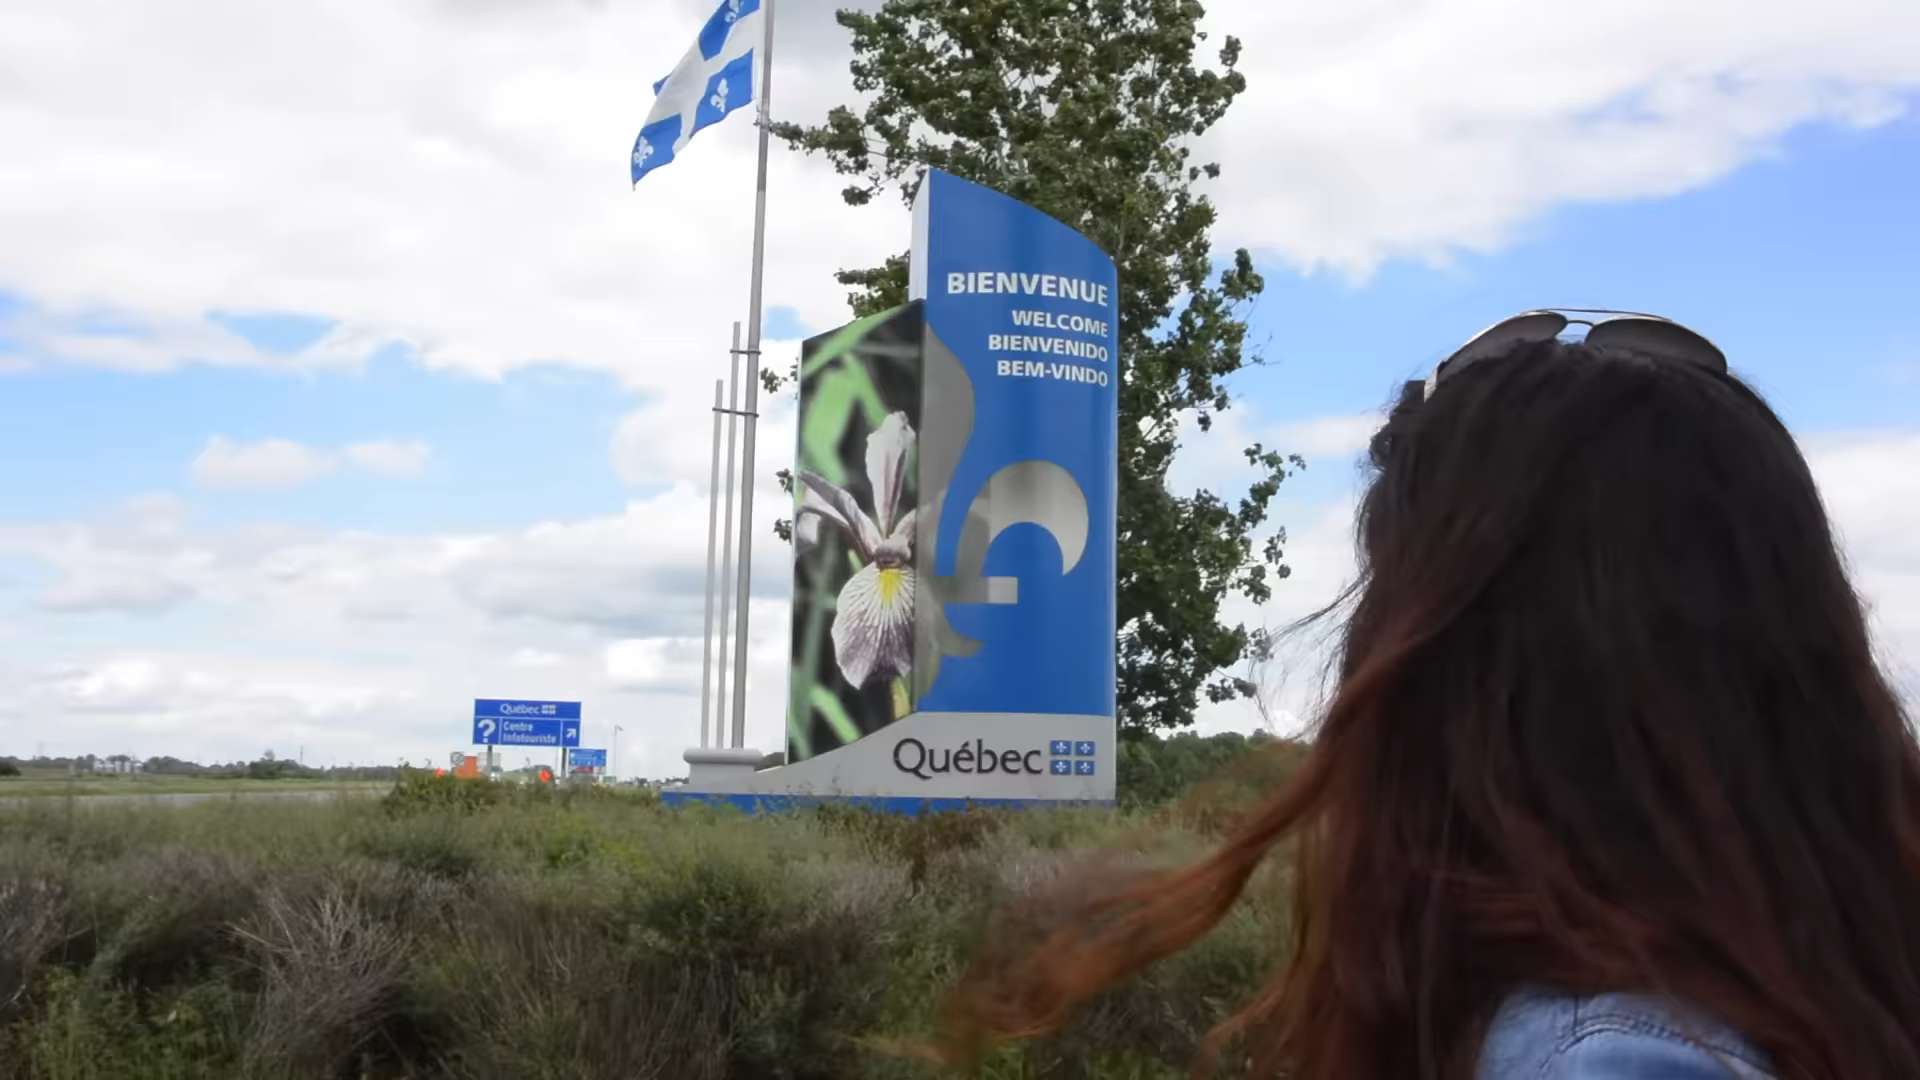 BIENVENUE
WELCOME
BIENVENIDO
BEM-VINDO
Québec
Québec
?
Centre
Infotouriste